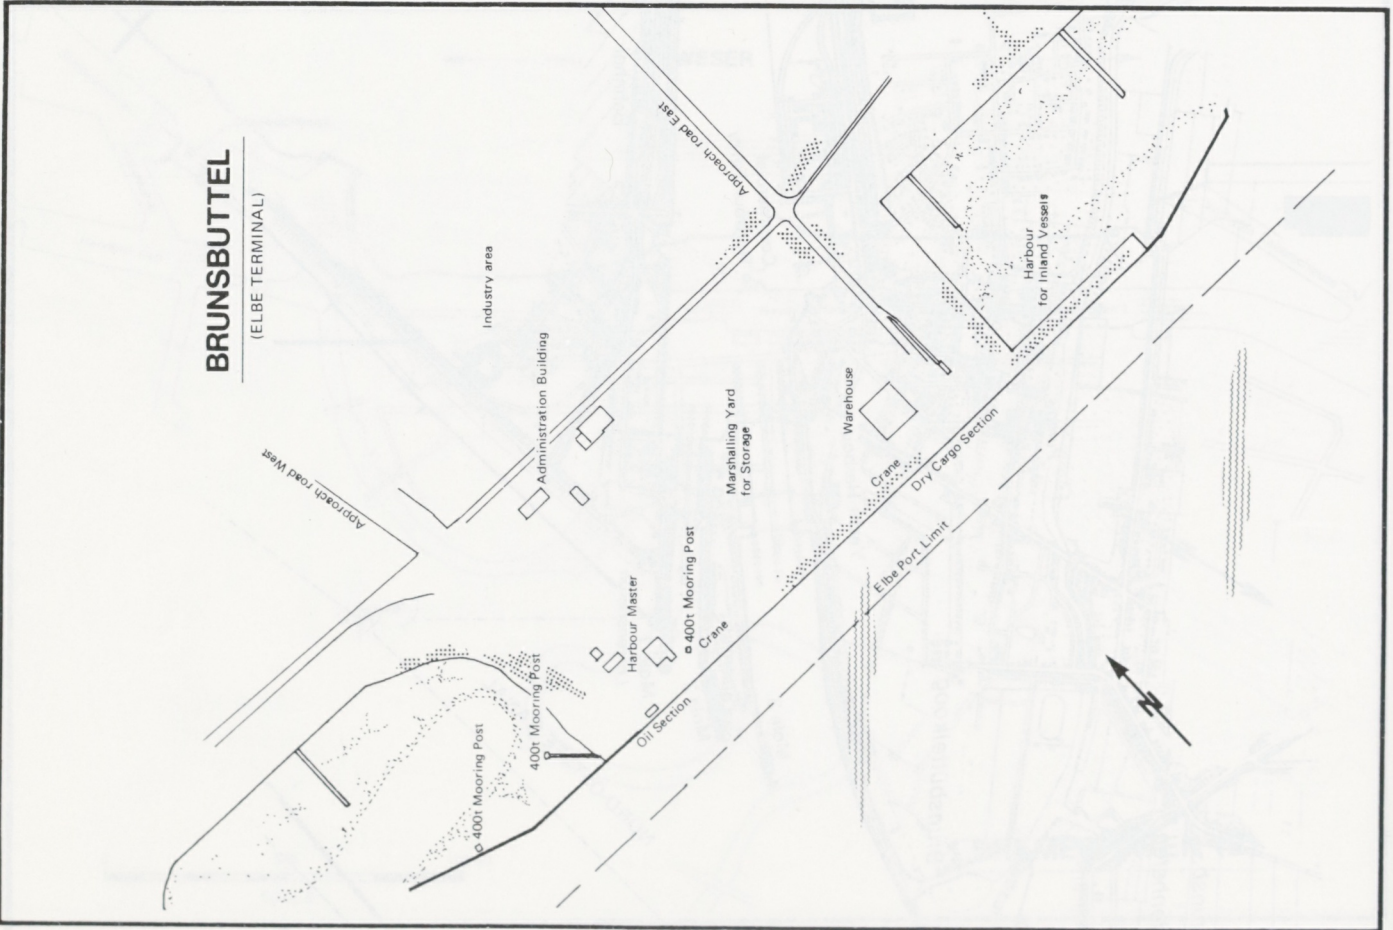 BRUNSBUTTEL
(ELBE TERMINAL)
Approach road East
Industry area
Approach road West
Administration Building
Marshalling Yard
for Storage
Warehouse
Harbour
for Inland Vessels
Crane
Dry Cargo Section
Elbe Port Limit
Harbour Master
400t Mooring Post
Crane
Oil Section
400t Mooring Post
400t Mooring Post
N